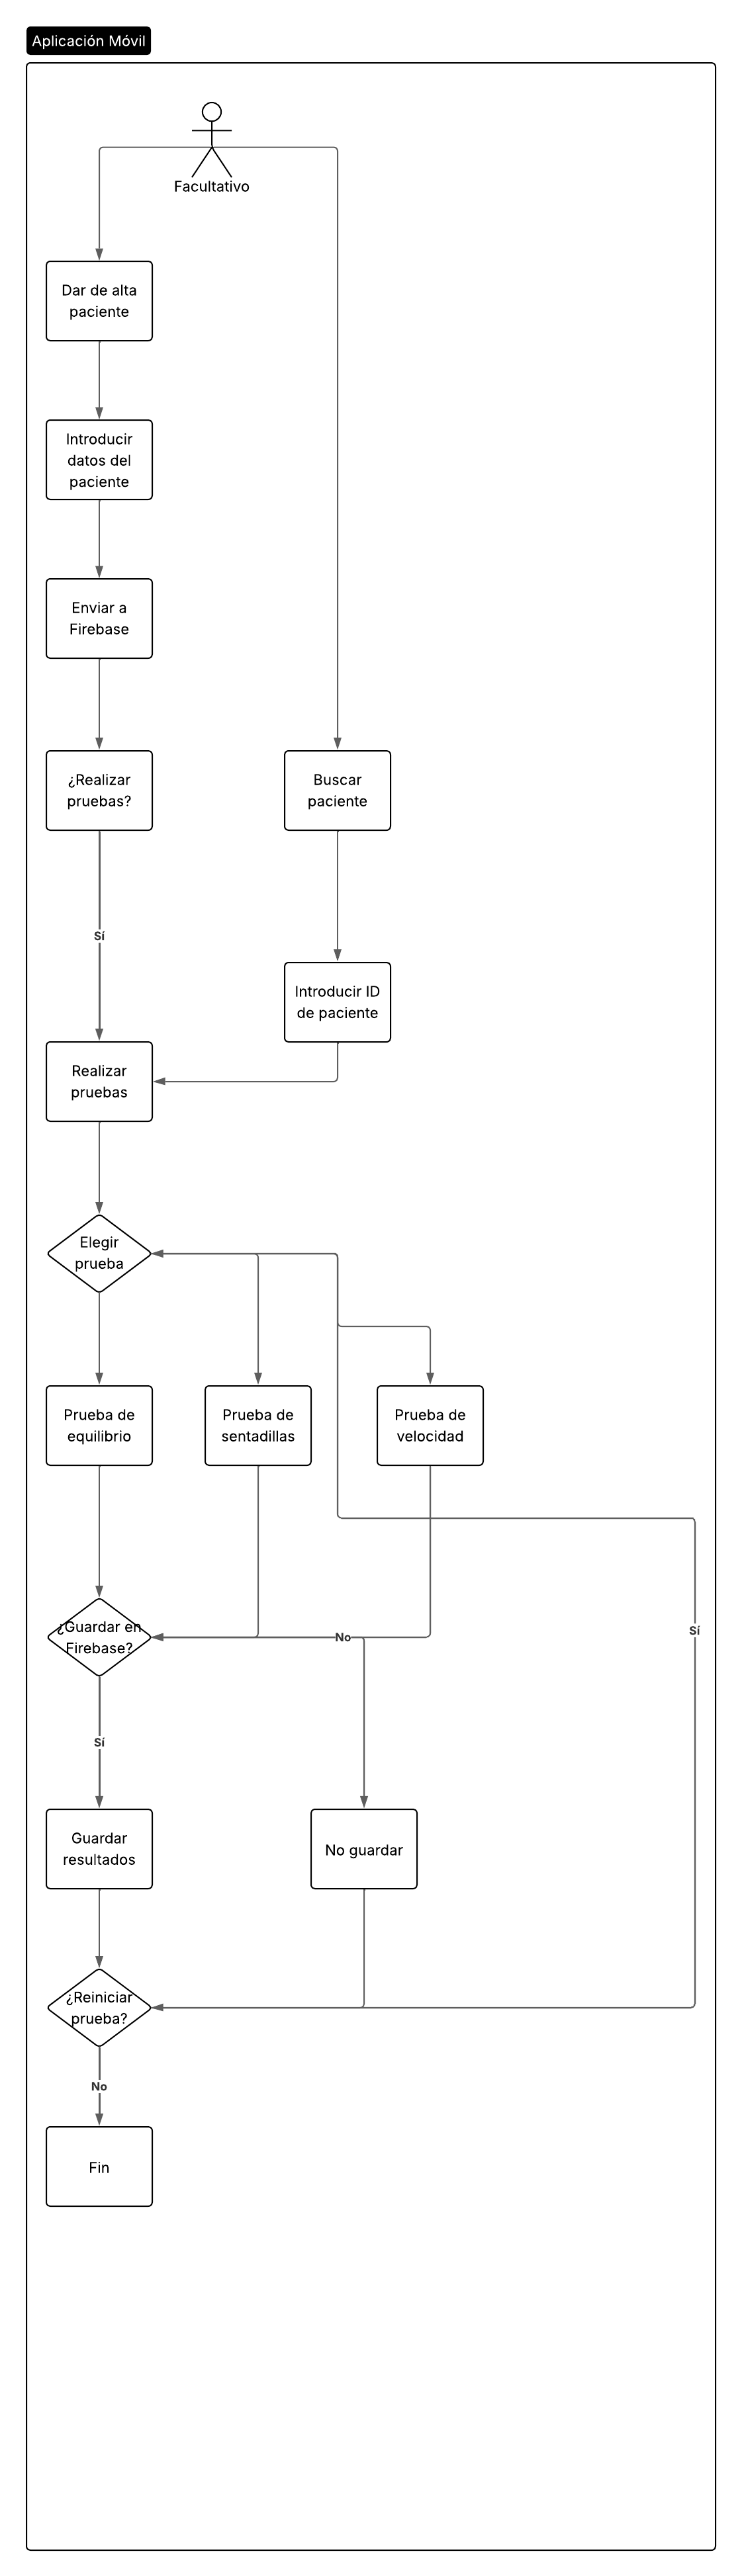 Aplicación Móvil
Facultativo
Dar de alta
paciente
Introducir
datos del
paciente
Enviar a
Firebase
¿Realizar
pruebas?
Buscar
paciente
Sí
Introducir ID
de paciente
Realizar
pruebas
Elegir
prueba
Prueba de
equilibrio
Prueba de
sentadillas
Prueba de
velocidad
¿Guardar en
Firebase?
No
Sí
Sí
Guardar
resultados
No guardar
¿Reiniciar
prueba?
No
Fin